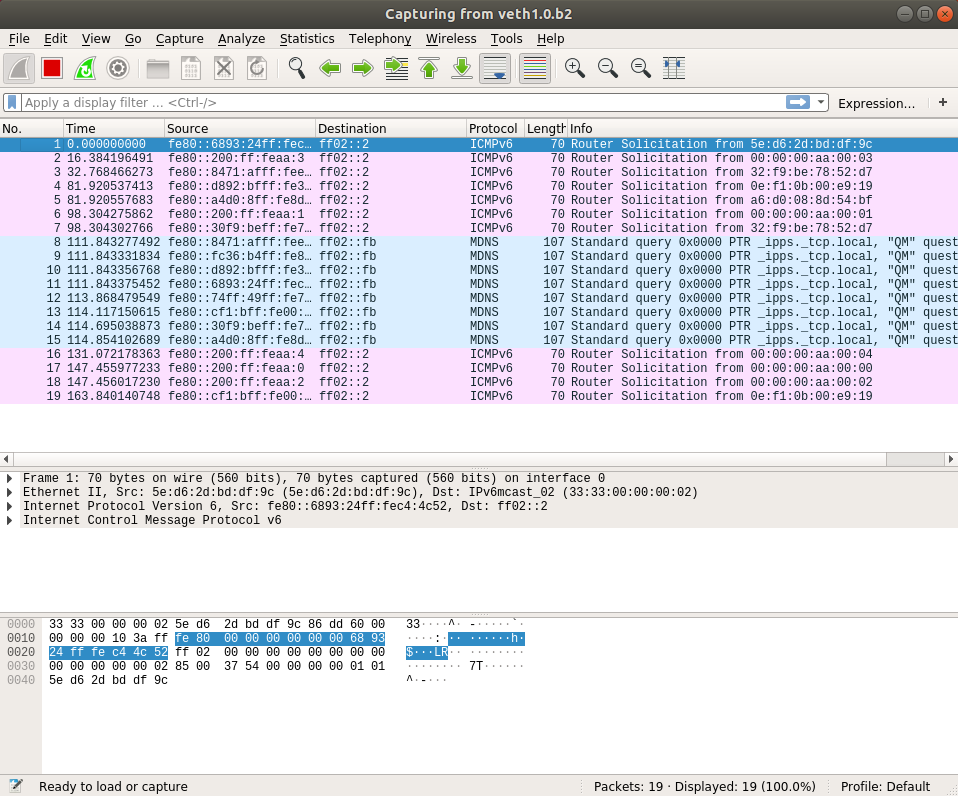 Capturing from veth1.0.b2
File Edit View Go Capture Analyze Statistics Telephony Wireless Tools Help
Apply a display filter ... <Ctrl-/> Expression... +
No. Time Source Destination Protocol Length Info
1 0.000000000 fe80::6893:24ff:fec… ff02::2 ICMPv6 70 Router Solicitation from 5e:d6:2d:bd:df:9c
2 16.384196491 fe80::200:ff:feaa:3 ff02::2 ICMPv6 70 Router Solicitation from 00:00:00:aa:00:03
3 32.768466273 fe80::8471:afff:fee… ff02::2 ICMPv6 70 Router Solicitation from 32:f9:be:78:52:d7
4 81.920537413 fe80::d892:bfff:fe3… ff02::2 ICMPv6 70 Router Solicitation from 0e:f1:0b:00:e9:19
5 81.920557683 fe80::a4d0:8ff:fe8d… ff02::2 ICMPv6 70 Router Solicitation from a6:d0:08:8d:54:bf
6 98.304275862 fe80::200:ff:feaa:1 ff02::2 ICMPv6 70 Router Solicitation from 00:00:00:aa:00:01
7 98.304302766 fe80::30f9:beff:fe7… ff02::2 ICMPv6 70 Router Solicitation from 32:f9:be:78:52:d7
8 111.843277492 fe80::8471:afff:fee… ff02::fb MDNS 107 Standard query 0x0000 PTR _ipps._tcp.local, "QM" quest
9 111.843331834 fe80::fc36:b4ff:fe8… ff02::fb MDNS 107 Standard query 0x0000 PTR _ipps._tcp.local, "QM" quest
10 111.843356768 fe80::d892:bfff:fe3… ff02::fb MDNS 107 Standard query 0x0000 PTR _ipps._tcp.local, "QM" quest
11 111.843375452 fe80::6893:24ff:fec… ff02::fb MDNS 107 Standard query 0x0000 PTR _ipps._tcp.local, "QM" quest
12 113.868479549 fe80::74ff:49ff:fe7… ff02::fb MDNS 107 Standard query 0x0000 PTR _ipps._tcp.local, "QM" quest
13 114.117150615 fe80::cf1:bff:fe00:… ff02::fb MDNS 107 Standard query 0x0000 PTR _ipps._tcp.local, "QM" quest
14 114.695038873 fe80::30f9:beff:fe7… ff02::fb MDNS 107 Standard query 0x0000 PTR _ipps._tcp.local, "QM" quest
15 114.854102689 fe80::a4d0:8ff:fe8d… ff02::fb MDNS 107 Standard query 0x0000 PTR _ipps._tcp.local, "QM" quest
16 131.072178363 fe80::200:ff:feaa:4 ff02::2 ICMPv6 70 Router Solicitation from 00:00:00:aa:00:04
17 147.455977233 fe80::200:ff:feaa:0 ff02::2 ICMPv6 70 Router Solicitation from 00:00:00:aa:00:00
18 147.456017230 fe80::200:ff:feaa:2 ff02::2 ICMPv6 70 Router Solicitation from 00:00:00:aa:00:02
19 163.840140748 fe80::cf1:bff:fe00:… ff02::2 ICMPv6 70 Router Solicitation from 0e:f1:0b:00:e9:19
Frame 1: 70 bytes on wire (560 bits), 70 bytes captured (560 bits) on interface 0
Ethernet II, Src: 5e:d6:2d:bd:df:9c (5e:d6:2d:bd:df:9c), Dst: IPv6mcast_02 (33:33:00:00:00:02)
Internet Protocol Version 6, Src: fe80::6893:24ff:fec4:4c52, Dst: ff02::2
Internet Control Message Protocol v6
0000 33 33 00 00 00 02 5e d6 2d bd df 9c 86 dd 60 00 33····^· -·····`·
0010 00 00 00 10 3a ff fe 80 00 00 00 00 00 00 68 93 ····:··· ······h·
0020 24 ff fe c4 4c 52 ff 02 00 00 00 00 00 00 00 00 $···LR·· ········
0030 00 00 00 00 00 02 85 00 37 54 00 00 00 00 01 01 ········ 7T······
0040 5e d6 2d bd df 9c ^·-···
Ready to load or capture Packets: 19 · Displayed: 19 (100.0%) Profile: Default